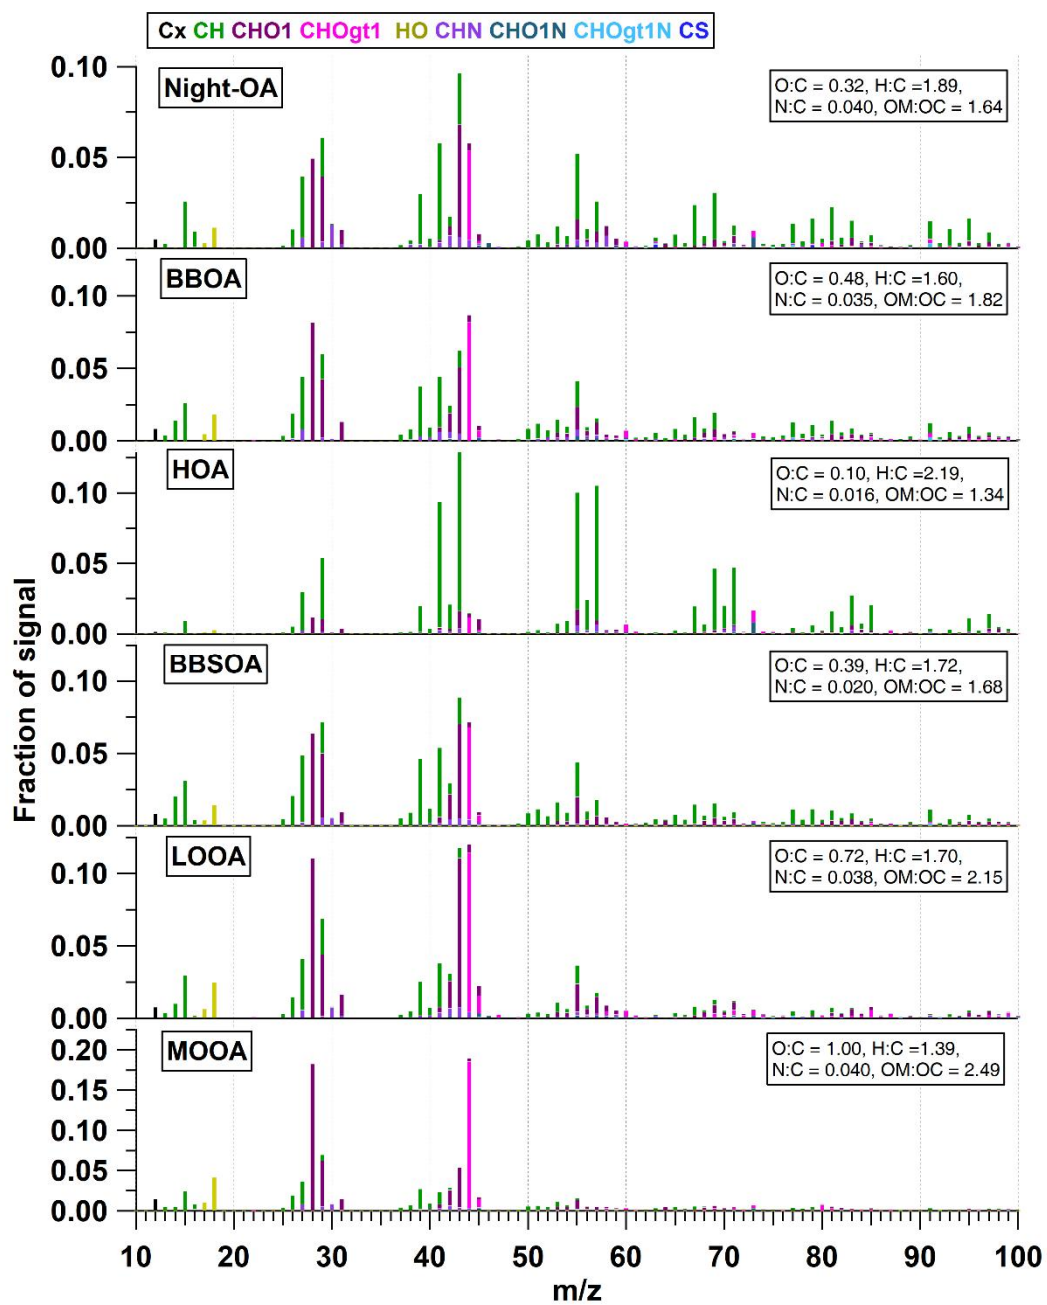 Cx CH CHO1 CHOgt1 HO CHN CHO1N CHOgt1N CS
Fraction of signal
0.10
0.05
0.00
Night-OA
O:C = 0.32, H:C =1.89,
N:C = 0.040, OM:OC = 1.64
0.10
0.05
0.00
BBOA
O:C = 0.48, H:C =1.60,
N:C = 0.035, OM:OC = 1.82
0.10
0.05
0.00
HOA
O:C = 0.10, H:C =2.19,
N:C = 0.016, OM:OC = 1.34
0.10
0.05
0.00
BBSOA
O:C = 0.39, H:C =1.72,
N:C = 0.020, OM:OC = 1.68
0.10
0.05
0.00
LOOA
O:C = 0.72, H:C =1.70,
N:C = 0.038, OM:OC = 2.15
0.20
0.15
0.10
0.05
0.00
MOOA
O:C = 1.00, H:C =1.39,
N:C = 0.040, OM:OC = 2.49
10 20 30 40 50 60 70 80 90 100
m/z